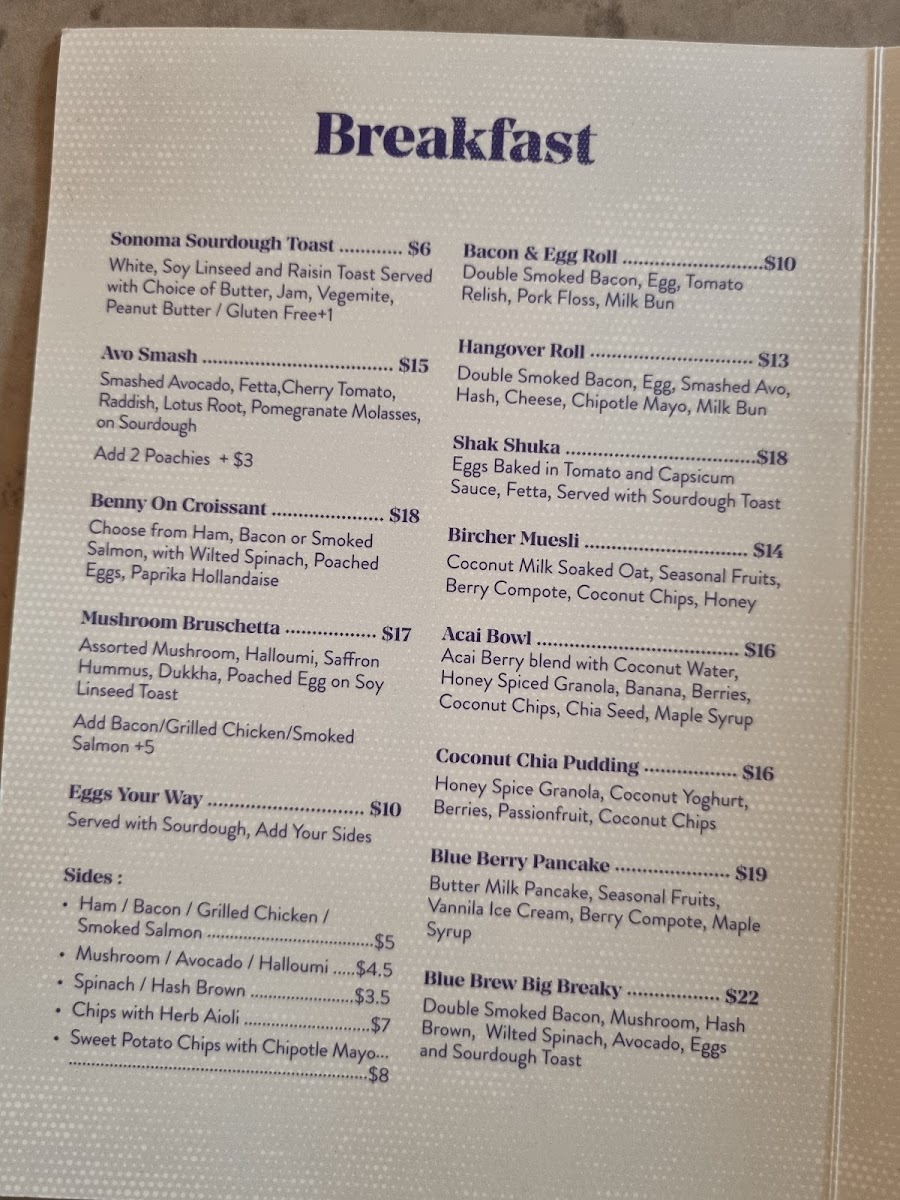 Breakfast
Sonoma Sourdough Toast ............ $6
White, Soy Linseed and Raisin Toast Served
with Choice of Butter, Jam, Vegemite,
Peanut Butter / Gluten Free+1
Avo Smash .................................... $15
Smashed Avocado, Fetta,Cherry Tomato,
Raddish, Lotus Root, Pomegranate Molasses,
on Sourdough
Add 2 Poachies + $3
Benny On Croissant ..................... $18
Choose from Ham, Bacon or Smoked
Salmon, with Wilted Spinach, Poached
Eggs, Paprika Hollandaise
Mushroom Bruschetta ................. $17
Assorted Mushroom, Halloumi, Saffron
Hummus, Dukkha, Poached Egg on Soy
Linseed Toast
Add Bacon/Grilled Chicken/Smoked
Salmon +5
Eggs Your Way ............................. $10
Served with Sourdough, Add Your Sides
Sides :
• Ham / Bacon / Grilled Chicken /
Smoked Salmon ....................................$5
• Mushroom / Avocado / Halloumi .....$4.5
• Spinach / Hash Brown ......................$3.5
• Chips with Herb Aioli ...........................$7
• Sweet Potato Chips with Chipotle Mayo...
.................................................................$8
Bacon & Egg Roll ..........................$10
Double Smoked Bacon, Egg, Tomato
Relish, Pork Floss, Milk Bun
Hangover Roll ............................... $13
Double Smoked Bacon, Egg, Smashed Avo,
Hash, Cheese, Chipotle Mayo, Milk Bun
Shak Shuka ....................................$18
Eggs Baked in Tomato and Capsicum
Sauce, Fetta, Served with Sourdough Toast
Bircher Muesli ............................... $14
Coconut Milk Soaked Oat, Seasonal Fruits,
Berry Compote, Coconut Chips, Honey
Acai Bowl ...................................... $16
Acai Berry blend with Coconut Water,
Honey Spiced Granola, Banana, Berries,
Coconut Chips, Chia Seed, Maple Syrup
Coconut Chia Pudding ................. $16
Honey Spice Granola, Coconut Yoghurt,
Berries, Passionfruit, Coconut Chips
Blue Berry Pancake ...................... $19
Butter Milk Pancake, Seasonal Fruits,
Vannila Ice Cream, Berry Compote, Maple
Syrup
Blue Brew Big Breaky .................. $22
Double Smoked Bacon, Mushroom, Hash
Brown, Wilted Spinach, Avocado, Eggs
and Sourdough Toast